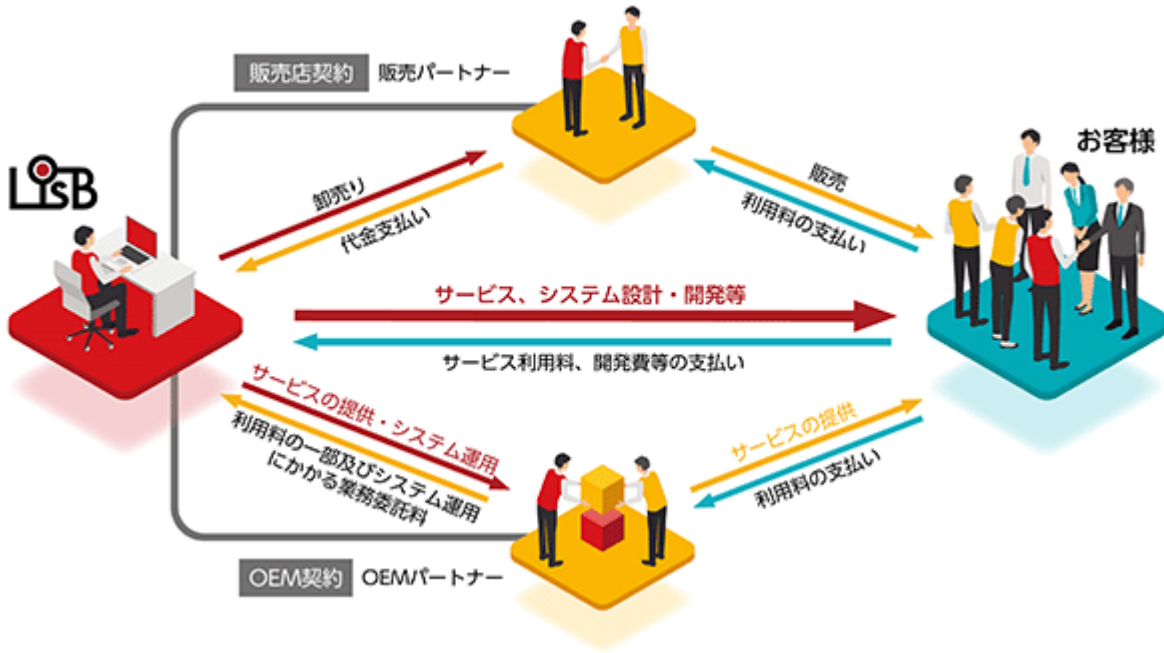 販売店契約 販売パートナー
お客様
LisB
卸売り
代金支払い
販売
利用料の支払い
サービス、システム設計・開発等
サービス利用料、開発費等の支払い
サービスの提供・システム運用
利用料の一部及びシステム運用
にかかる業務委託料
サービスの提供
利用料の支払い
OEM契約 OEMパートナー